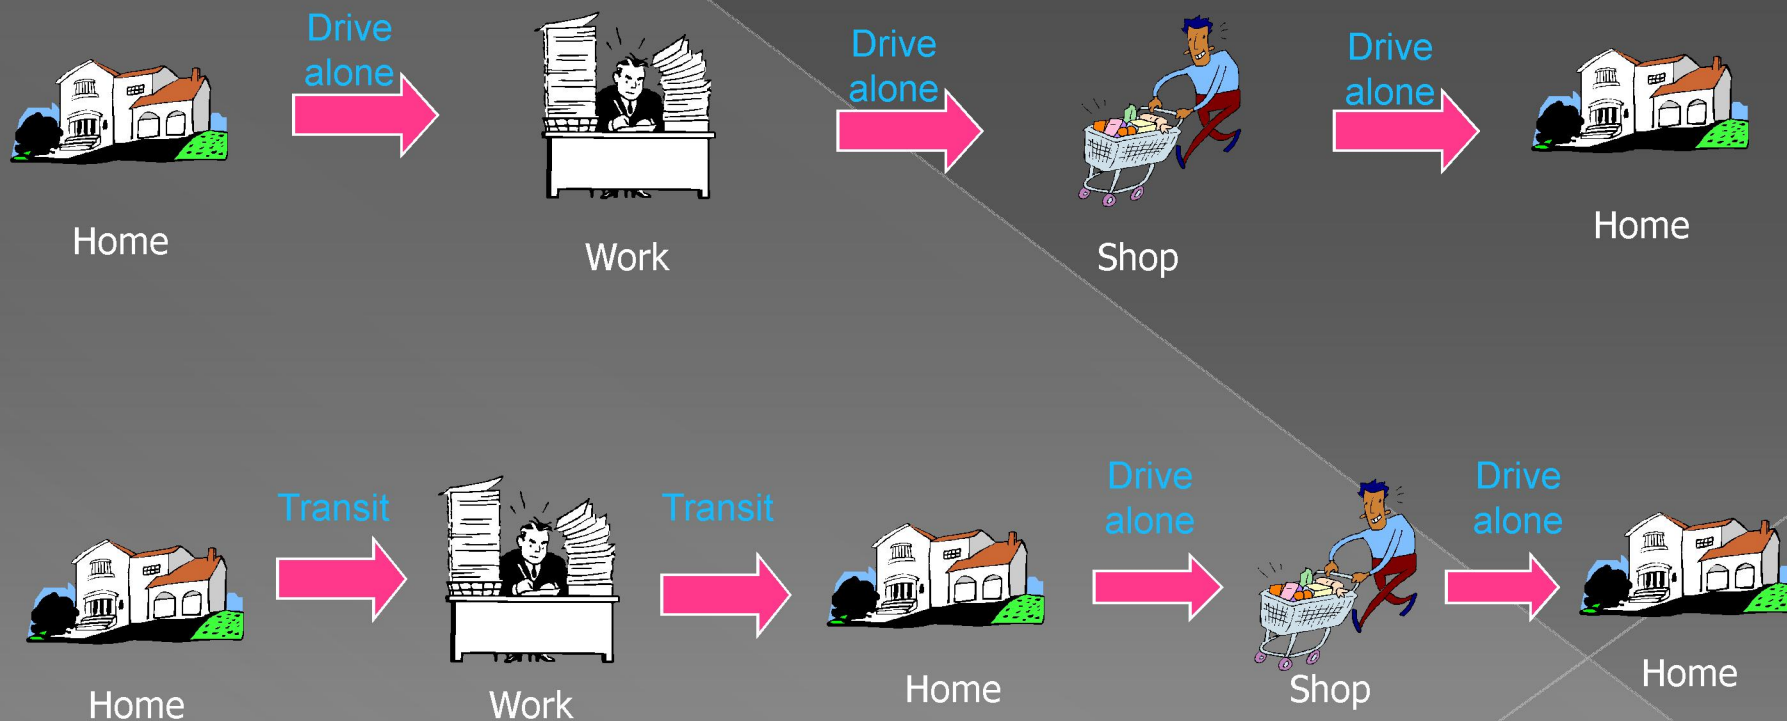 Drive
alone
Drive
alone
Drive
alone
Home
Work
Shop
Home
Transit
Transit
Drive
alone
Drive
alone
Home
Work
Home
Shop
Home